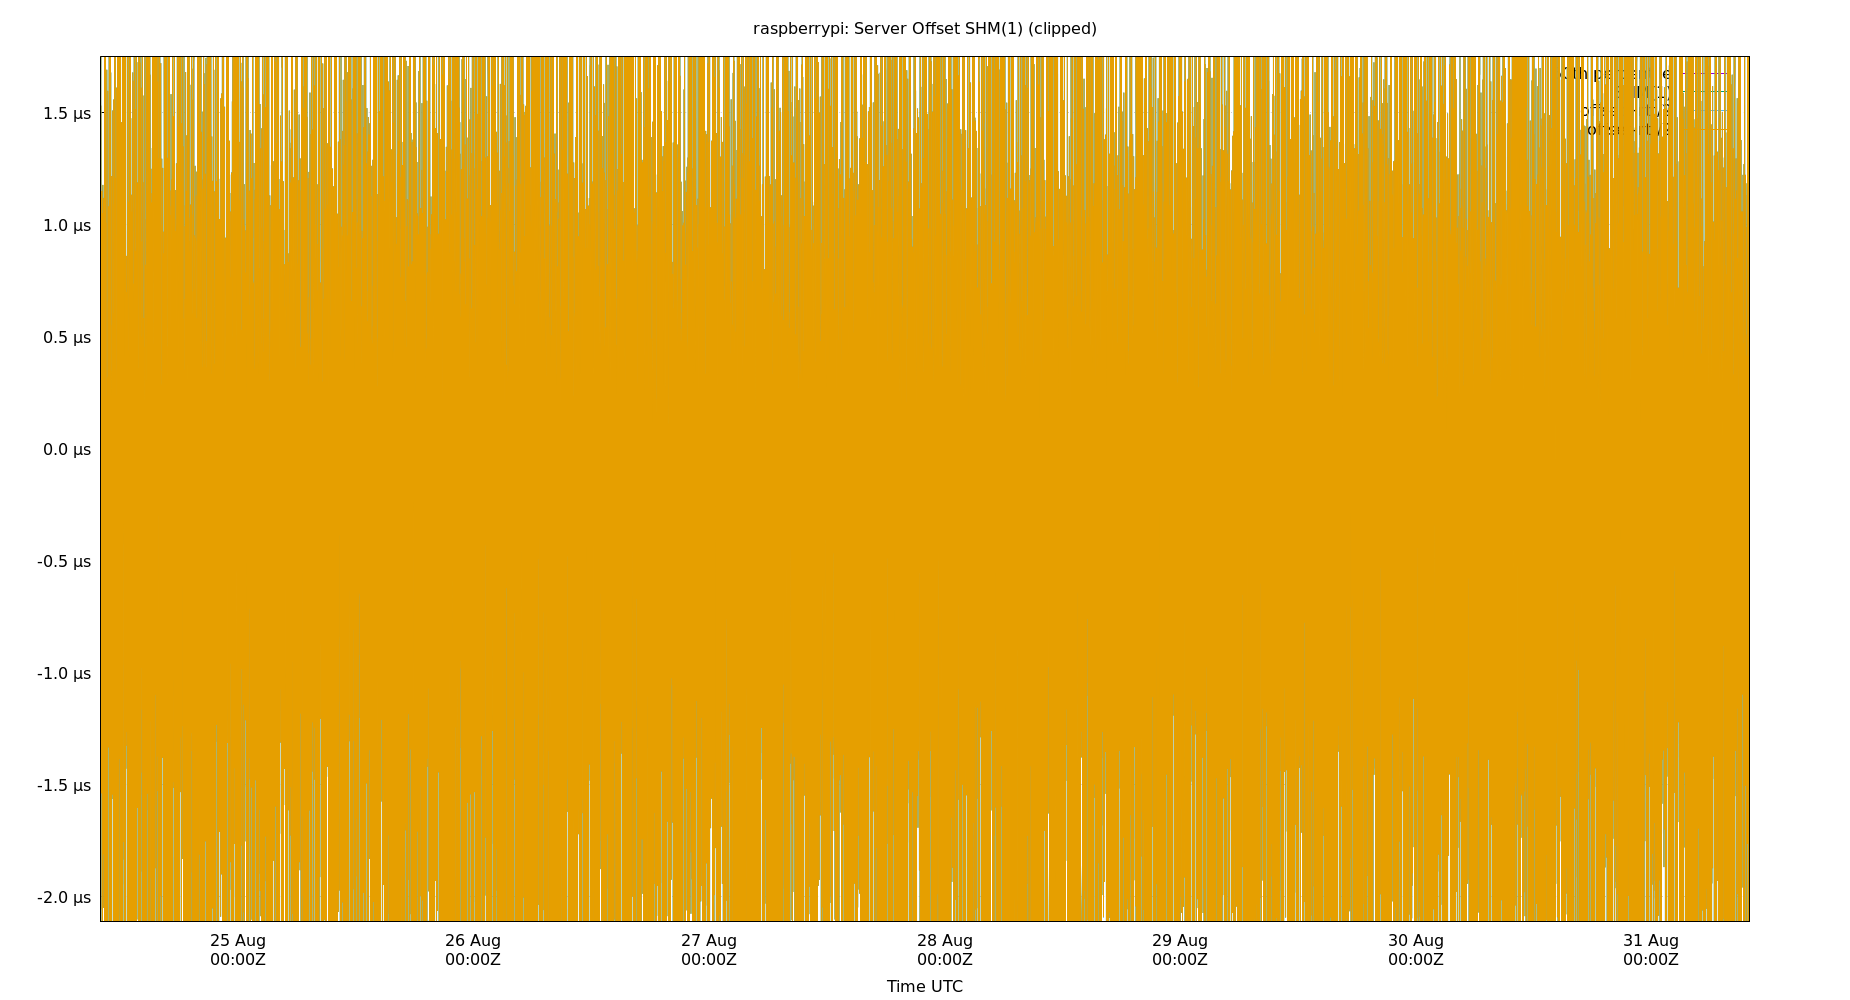 raspberrypi: Server Offset SHM(1) (clipped)
1.5 µs
1.0 µs
0.5 µs
0.0 µs
-0.5 µs
-1.0 µs
-1.5 µs
-2.0 µs
25 Aug 26 Aug 27 Aug 28 Aug 29 Aug 30 Aug 31 Aug
00:00Z 00:00Z 00:00Z 00:00Z 00:00Z 00:00Z 00:00Z
Time UTC